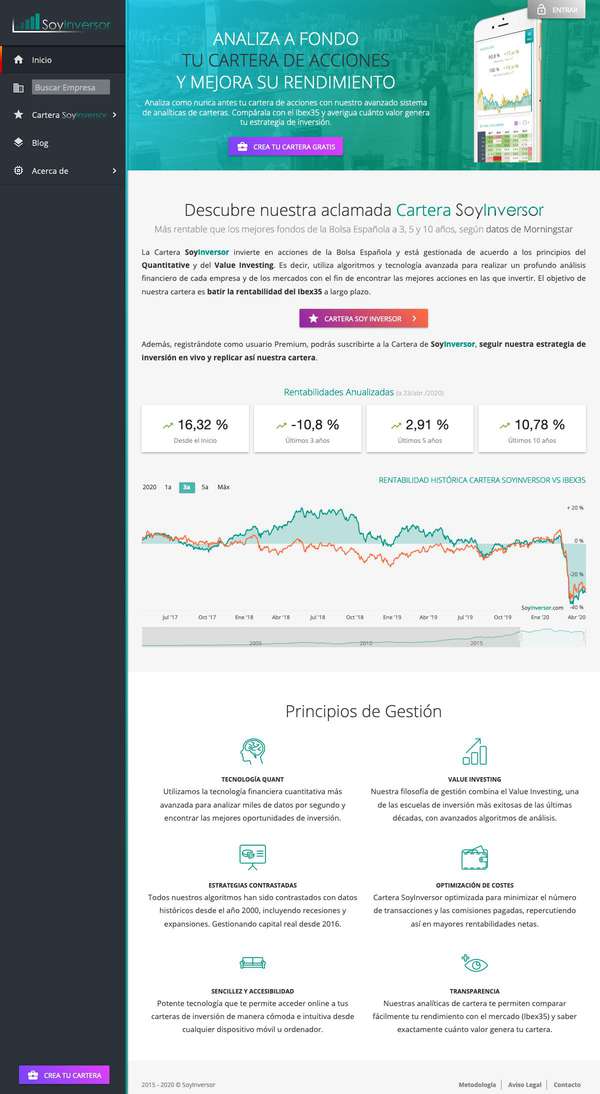 SoyInversor
Inicio
Buscar Empresa
Cartera SoyInversor
Blog
Acerca de
ENTRAR
ANALIZA A FONDO
TU CARTERA DE ACCIONES
Y MEJORA SU RENDIMIENTO
Analiza como nunca antes tu cartera de acciones con nuestro avanzado sistema
de analíticas de carteras. Compárala con el Ibex35 y averigua cuánto valor genera
tu estrategia de inversión.
CREA TU CARTERA GRATIS
Descubre nuestra aclamada Cartera SoyInversor
Más rentable que los mejores fondos de la Bolsa Española a 3, 5 y 10 años, según datos de Morningstar
La Cartera SoyInversor invierte en acciones de la Bolsa Española y está gestionada de acuerdo a los principios del
Quantitative y del Value Investing. Es decir, utiliza algoritmos y tecnología avanzada para realizar un profundo análisis
financiero de cada empresa y de los mercados con el fin de encontrar las mejores acciones en las que invertir. El objetivo de
nuestra cartera es batir la rentabilidad del Ibex35 a largo plazo.
CARTERA SOY INVERSOR
Además, registrándote como usuario Premium, podrás suscribirte a la Cartera de SoyInversor, seguir nuestra estrategia de
inversión en vivo y replicar así nuestra cartera.
Rentabilidades Anualizadas (a 23/abr./2020)
16,32 %
Desde el Inicio
-10,8 %
Últimos 3 años
2,91 %
Últimos 5 años
10,78 %
Últimos 10 años
2020 1a 3a 5a Máx
RENTABILIDAD HISTÓRICA CARTERA SOYINVERSOR VS IBEX35
+ 20 %
0 %
-20 %
-40 %
SoyInversor.com
Jul '17 Oct '17 Ene '18 Abr '18 Jul '18 Oct '18 Ene '19 Abr '19 Jul '19 Oct '19 Ene '20 Abr '20
2005 2010 2015
Principios de Gestión
TECNOLOGÍA QUANT
Utilizamos la tecnología financiera cuantitativa más
avanzada para analizar miles de datos por segundo y
encontrar las mejores oportunidades de inversión.
VALUE INVESTING
Nuestra filosofía de gestión combina el Value Investing, una
de las escuelas de inversión más exitosas de las últimas
décadas, con avanzados algoritmos de análisis.
ESTRATEGIAS CONTRASTADAS
Todos nuestros algoritmos han sido contrastados con datos
históricos desde el año 2000, incluyendo recesiones y
expansiones. Gestionando capital real desde 2016.
OPTIMIZACIÓN DE COSTES
Cartera SoyInversor optimizada para minimizar el número
de transacciones y las comisiones pagadas, repercutiendo
así en mayores rentabilidades netas.
SENCILLEZ Y ACCESIBILIDAD
Potente tecnología que te permite acceder online a tus
carteras de inversión de manera cómoda e intuitiva desde
cualquier dispositivo móvil u ordenador.
TRANSPARENCIA
Nuestras analíticas de cartera te permiten comparar
fácilmente tu rendimiento con el mercado (Ibex35) y saber
exactamente cuánto valor genera tu cartera.
CREA TU CARTERA
2015 - 2020 © SoyInversor
Metodología Aviso Legal Contacto